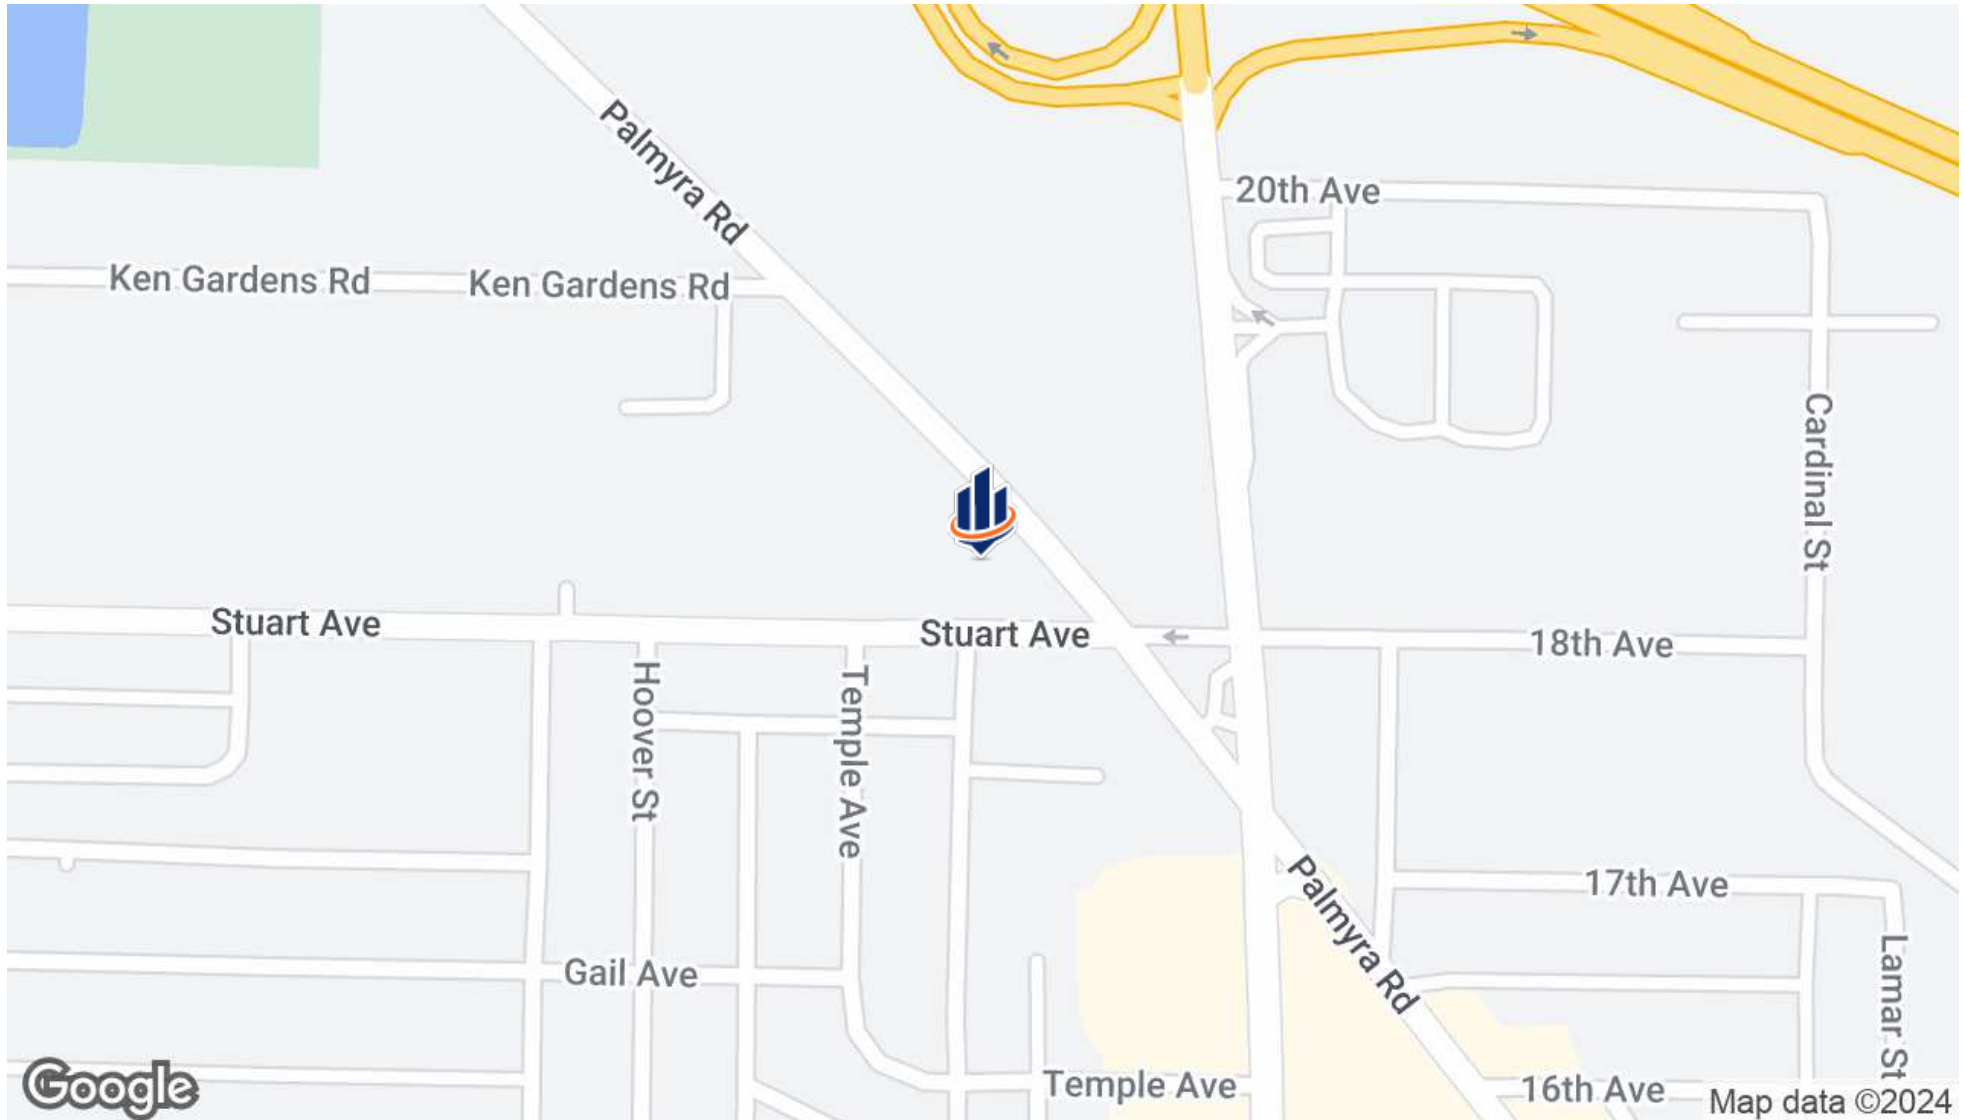 Palmyra Rd
20th Ave
Ken Gardens Rd
Ken Gardens Rd
Cardinal St
Stuart Ave
Stuart Ave
18th Ave
Hoover St
Temple Ave
Palmyra Rd
17th Ave
Gail Ave
Lamar St
Temple Ave
16th Ave
Google
Map data ©2024